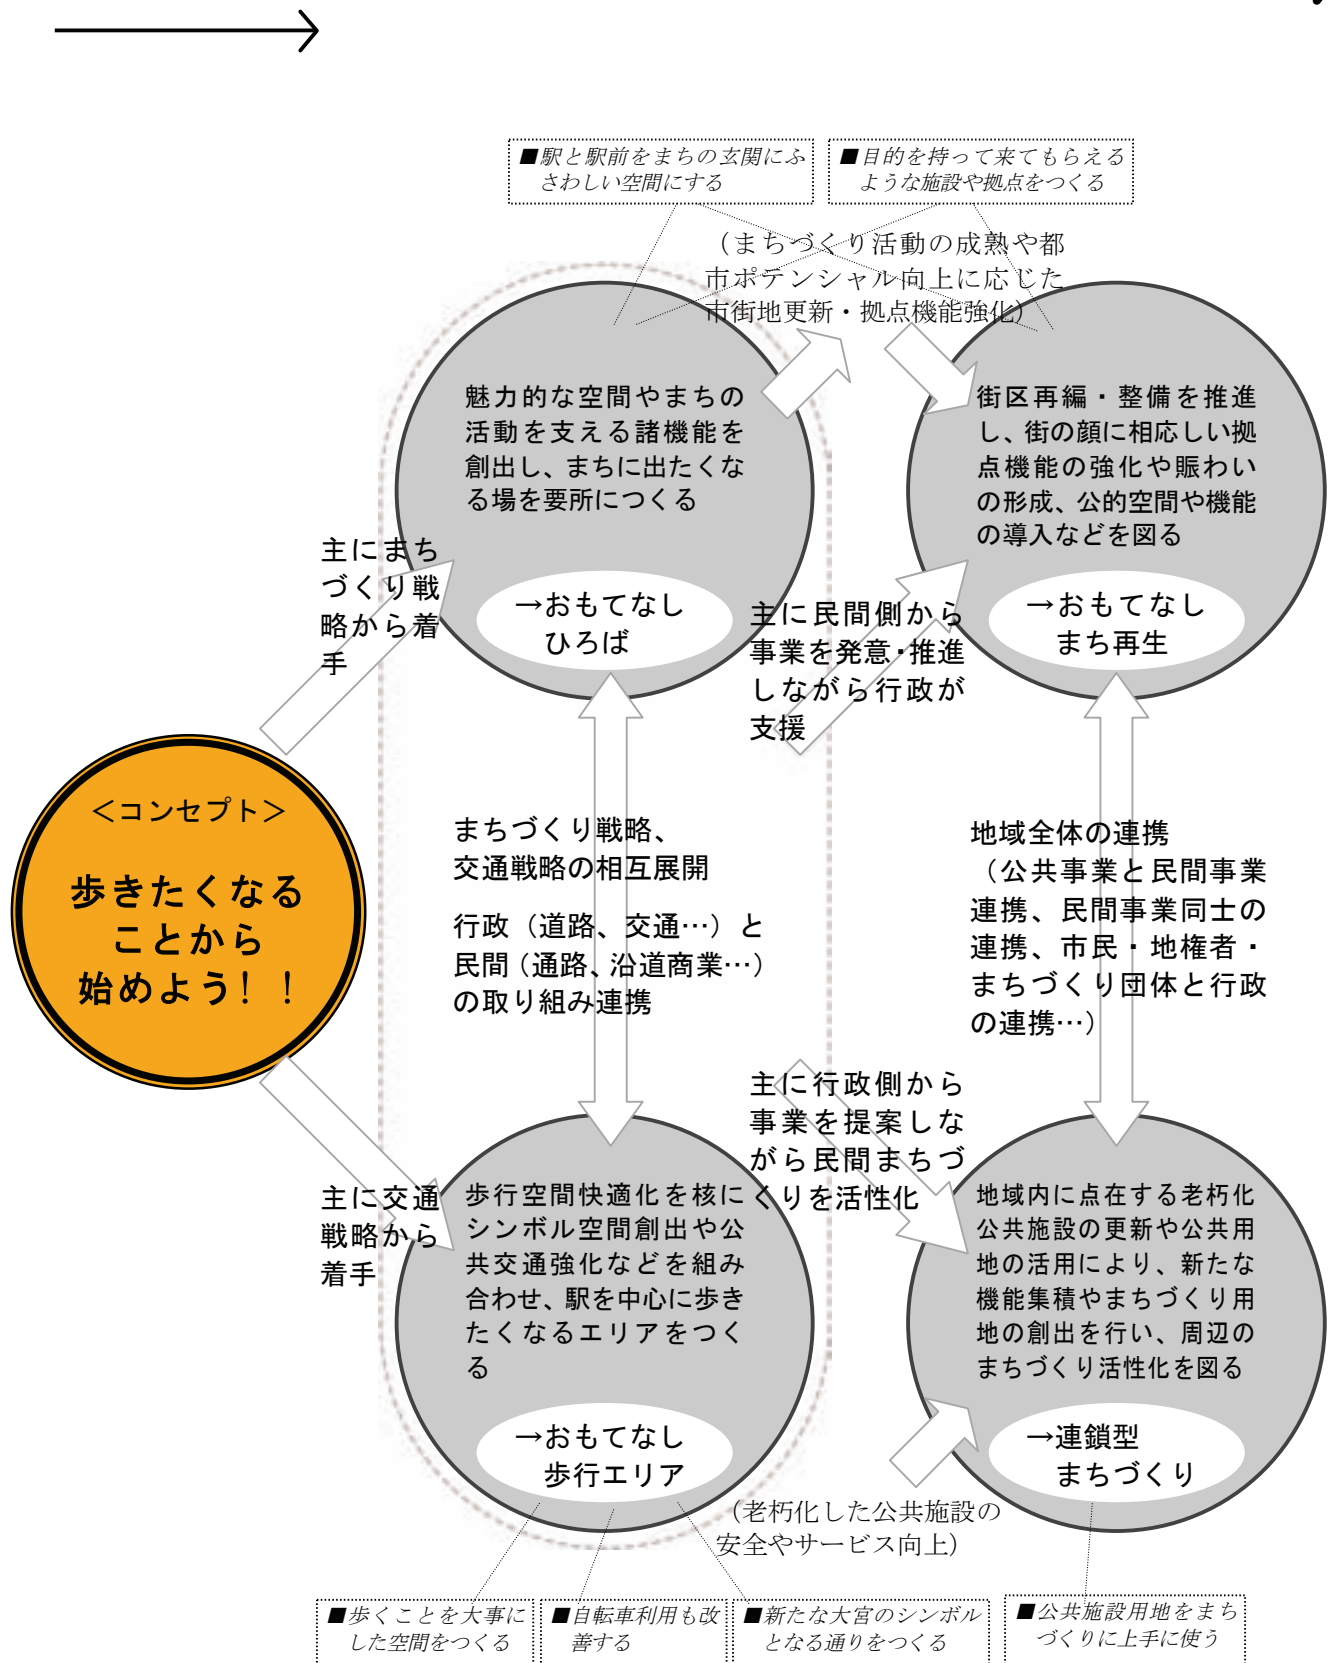 ■駅と駅前をまちの玄関にふ
さわしい空間にする
■目的を持って来てもらえる
ような施設や拠点をつくる
（まちづくり活動の成熟や都
市ポテンシャル向上に応じた
市街地更新・拠点機能強化）
魅力的な空間やまちの
活動を支える諸機能を
創出し、まちに出たくな
る場を要所につくる
→おもてなし
ひろば
街区再編・整備を推進
し、街の顔に相応しい拠
点機能の強化や賑わい
の形成、公的空間や機能
の導入などを図る
→おもてなし
まち再生
主にまち
づくり戦
略から着
手
主に民間側から
事業を発意・推進
しながら行政が
支援
＜コンセプト＞
歩きたくなる
ことから
始めよう！！
まちづくり戦略、
交通戦略の相互展開
行政（道路、交通…）と
民間（通路、沿道商業…）
の取り組み連携
地域全体の連携
（公共事業と民間事業
連携、民間事業同士の
連携、市民・地権者・
まちづくり団体と行政
の連携…）
主に交通
戦略から
着手
主に行政側から
事業を提案しな
がら民間まちづ
くりを活性化
歩行空間快適化を核に
シンボル空間創出や公
共交通強化などを組み
合わせ、駅を中心に歩き
たくなるエリアをつく
る
→おもてなし
歩行エリア
地域内に点在する老朽化
公共施設の更新や公共用
地の活用により、新たな
機能集積やまちづくり用
地の創出を行い、周辺の
まちづくり活性化を図る
→連鎖型
まちづくり
（老朽化した公共施設の
安全やサービス向上）
■歩くことを大事に
した空間をつくる
■自転車利用も改
善する
■新たな大宮のシンボル
となる通りをつくる
■公共施設用地をまち
づくりに上手に使う